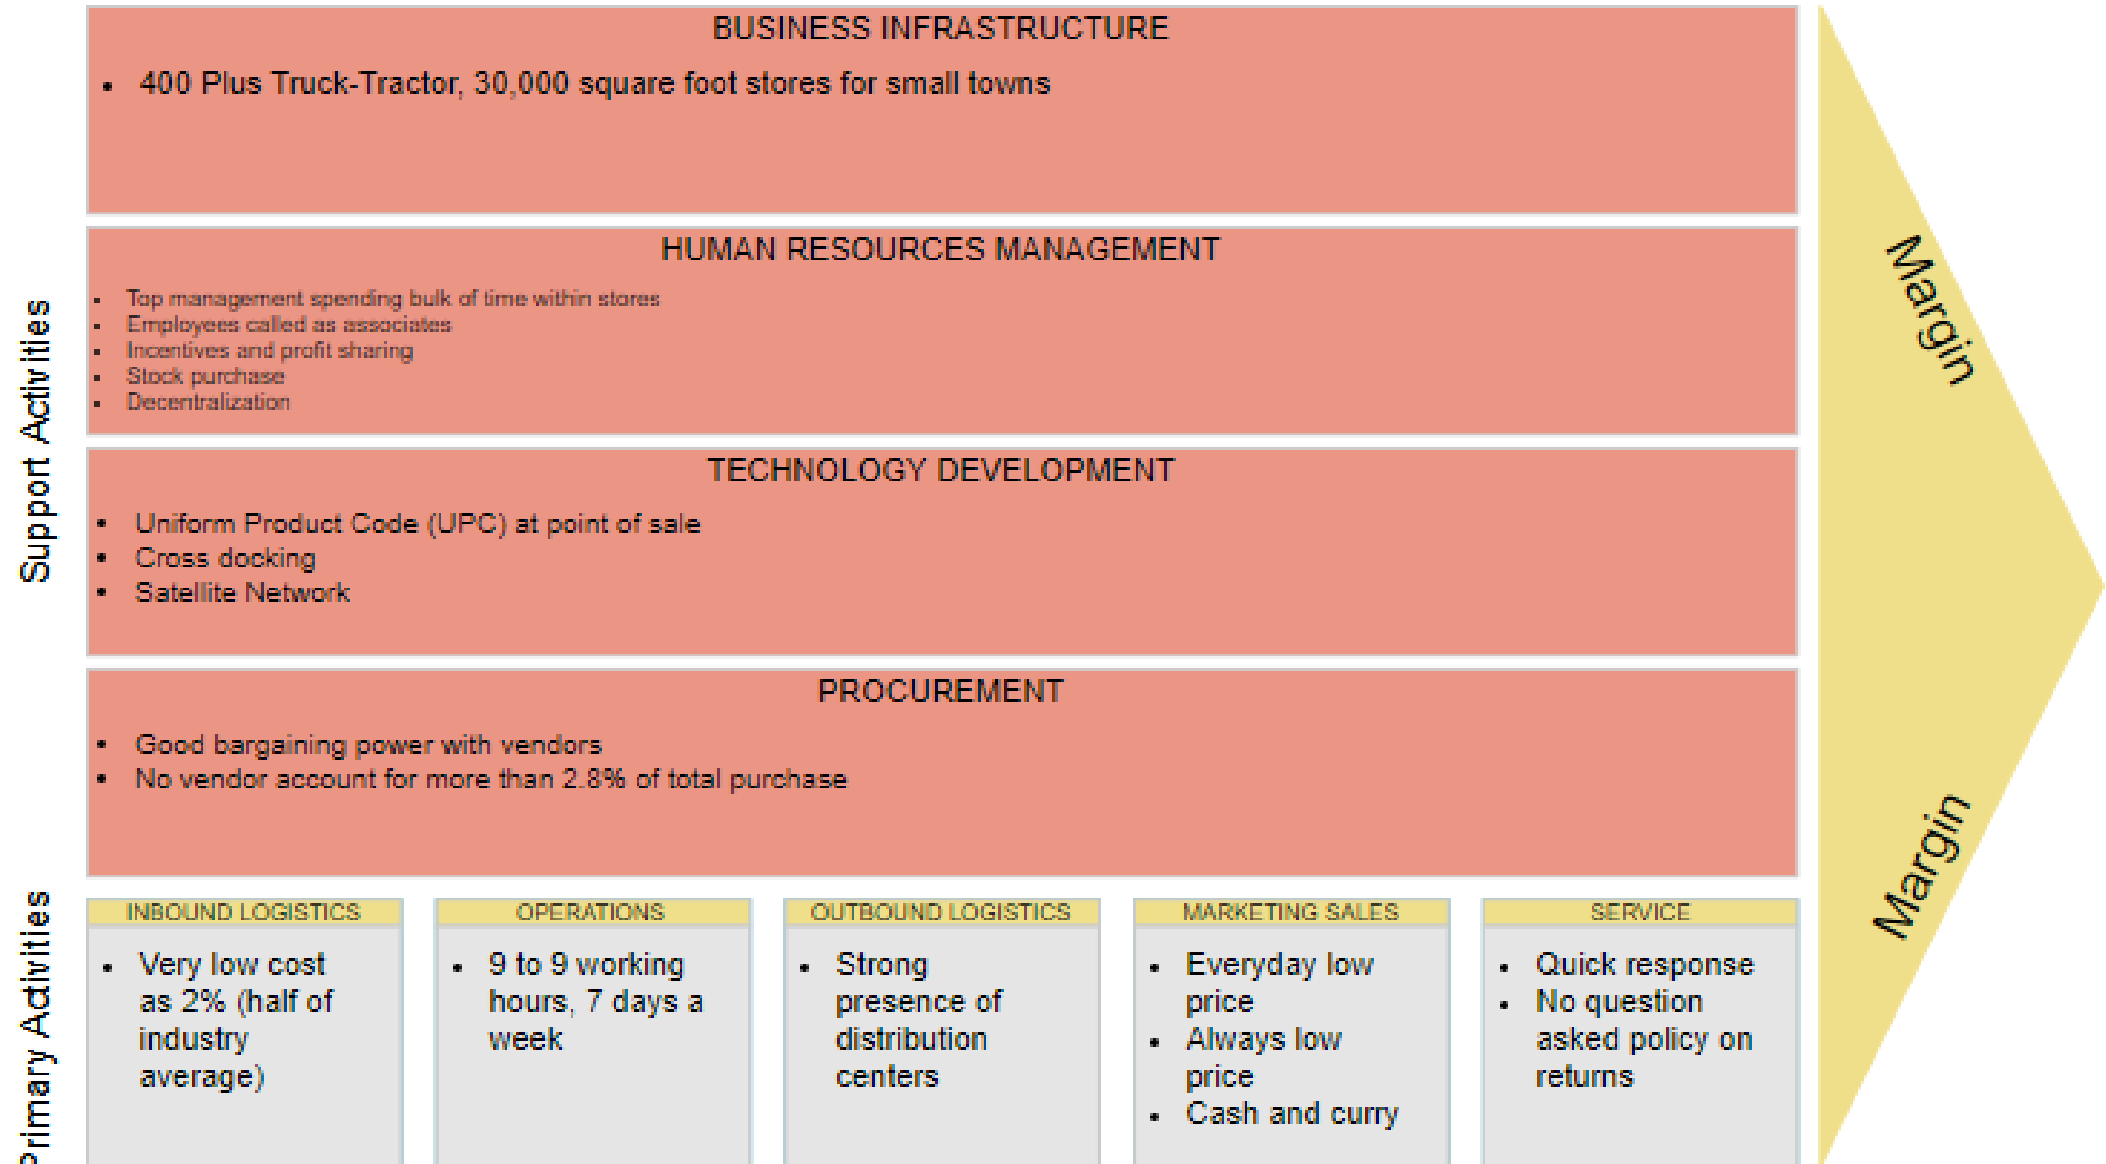 BUSINESS INFRASTRUCTURE
• 400 Plus Truck-Tractor, 30,000 square foot stores for small towns
Support Activities
HUMAN RESOURCES MANAGEMENT
• Top management spending bulk of time within stores
• Employees called as associates
• Incentives and profit sharing
• Stock purchase
• Decentralization
TECHNOLOGY DEVELOPMENT
• Uniform Product Code (UPC) at point of sale
• Cross docking
• Satellite Network
PROCUREMENT
• Good bargaining power with vendors
• No vendor account for more than 2.8% of total purchase
Margin
Margin
Primary Activities
INBOUND LOGISTICS
• Very low cost
as 2% (half of
industry
average)
OPERATIONS
• 9 to 9 working
hours, 7 days a
week
OUTBOUND LOGISTICS
• Strong
presence of
distribution
centers
MARKETING SALES
• Everyday low
price
• Always low
price
• Cash and curry
SERVICE
• Quick response
• No question
asked policy on
returns